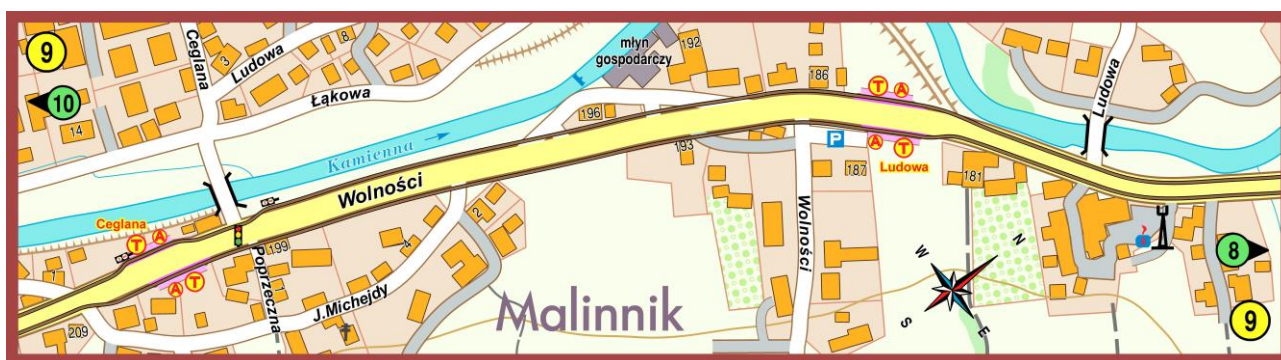 9
10
14
Ceglana
3
Ludowa
8
Łąkowa
młyn
gospodarczy
192
186
T A
Ludowa
196
Kamienna
Wolności
193
P
A T
Ludowa
187
181
Wolności
Ceglana
T A
A T
1
199
Poprzeczna
1
2
4
J.Michejdy
209
Malinnik
N
W
S
E
8
9